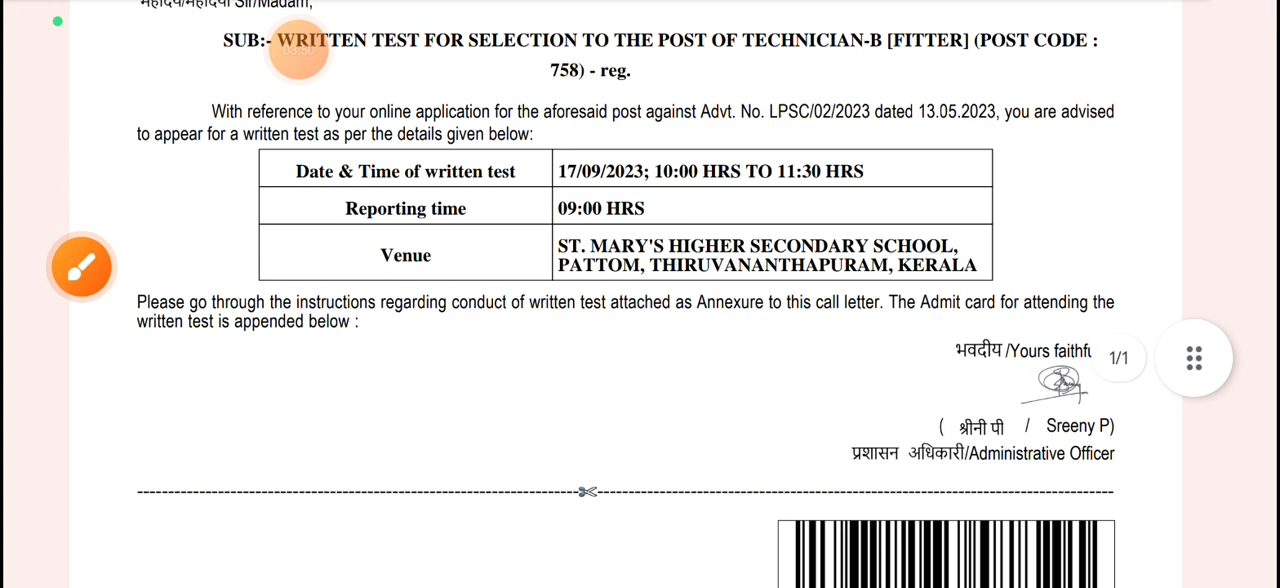 महोदय/महोदया Sir/Madam,
SUB:- WRITTEN TEST FOR SELECTION TO THE POST OF TECHNICIAN-B [FITTER] (POST CODE :
758) - reg.
With reference to your online application for the aforesaid post against Advt. No. LPSC/02/2023 dated 13.05.2023, you are advised
to appear for a written test as per the details given below:
Date & Time of written test 17/09/2023; 10:00 HRS TO 11:30 HRS
Reporting time 09:00 HRS
Venue ST. MARY'S HIGHER SECONDARY SCHOOL,
PATTOM, THIRUVANANTHAPURAM, KERALA
Please go through the instructions regarding conduct of written test attached as Annexure to this call letter. The Admit card for attending the
written test is appended below :
भवदीय /Yours faithfu
1/1
( श्रीनी पी / Sreeny P)
प्रशासन अधिकारी/Administrative Officer